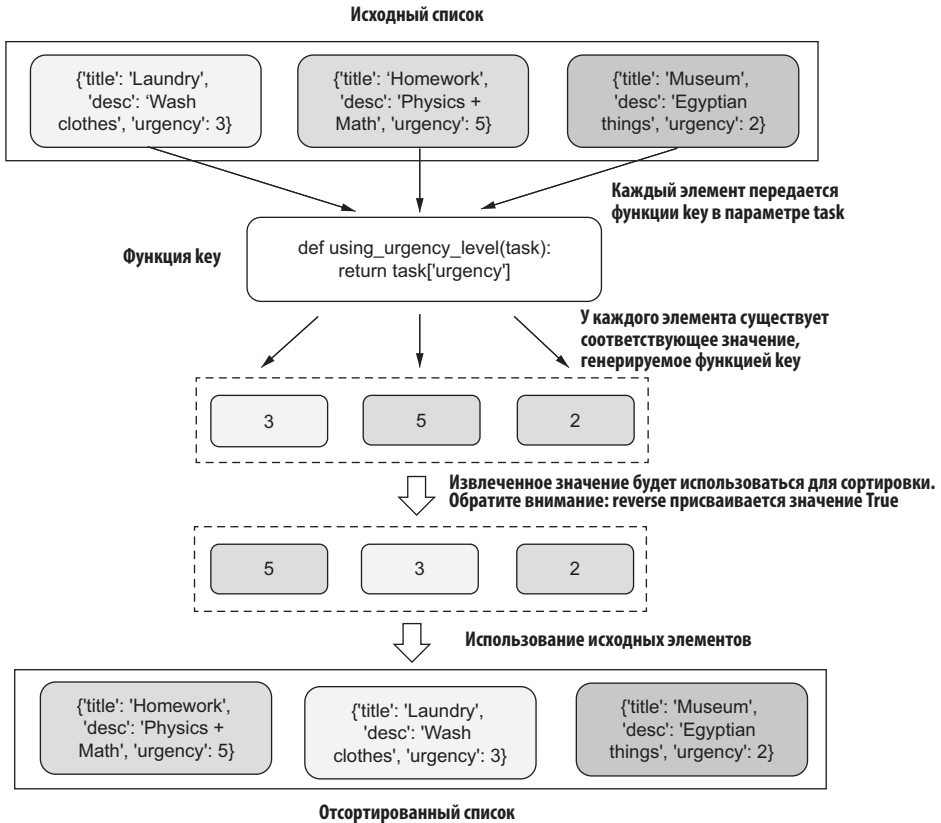 Исходный список
{'title': 'Laundry',
'desc': ‘Wash
clothes', 'urgency': 3}
{'title': ‘Homework',
'desc': 'Physics +
Math', 'urgency': 5}
{'title': 'Museum',
'desc': 'Egyptian
things', 'urgency': 2}
Каждый элемент передается
функции key в параметре task
Функция key
def using_urgency_level(task):
return task['urgency']
У каждого элемента существует
соответствующее значение,
генерируемое функцией key
3
5
2
Извлеченное значение будет использоваться для сортировки.
Обратите внимание: reverse присваивается значение True
5
3
2
Использование исходных элементов
{'title': 'Homework',
'desc': 'Physics +
Math', 'urgency': 5}
{'title': 'Laundry',
'desc': 'Wash
clothes', 'urgency': 3}
{'title': 'Museum',
'desc': 'Egyptian
things', 'urgency': 2}
Отсортированный список